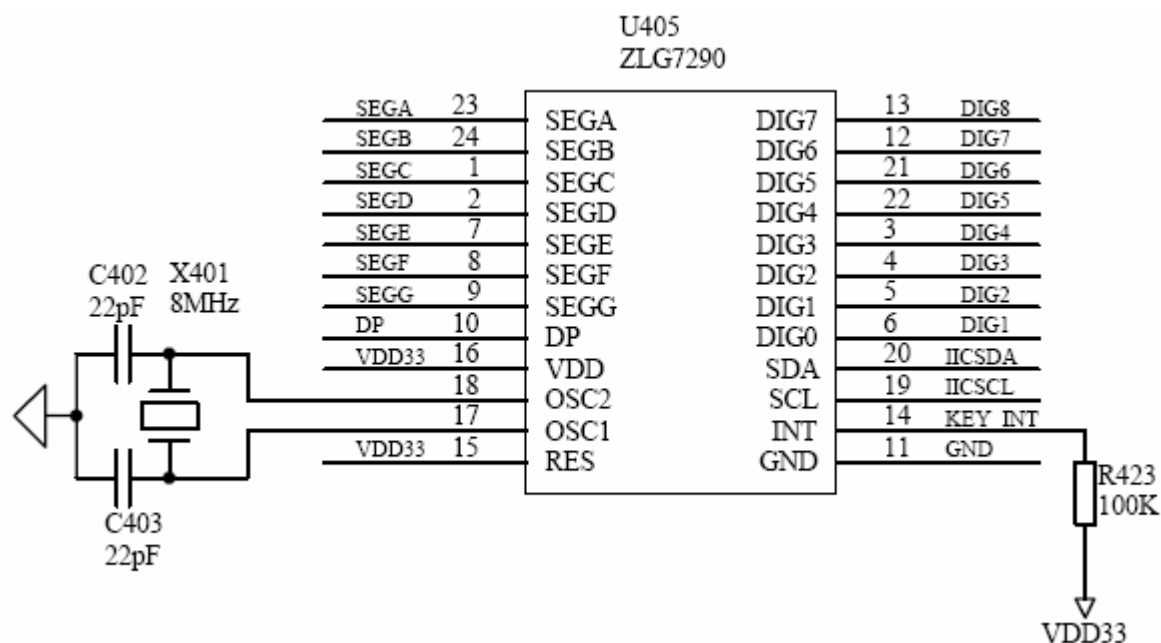 U405
ZLG7290
SEGA 23 SEGA DIG7 13 DIG8
SEGB 24 SEGB DIG6 12 DIG7
SEGC 1 SEGC DIG5 21 DIG6
SEGD 2 SEGD DIG4 22 DIG5
SEGE 7 SEGE DIG3 3 DIG4
SEGF 8 SEGF DIG2 4 DIG3
SEGG 9 SEGG DIG1 5 DIG2
DP 10 DP DIG0 6 DIG1
VDD33 16 VDD SDA 20 IICSDA
18 OSC2 SCL 19 IICSCL
17 OSC1 INT 14 KEY_INT
VDD33 15 RES GND 11 GND
C402 X401
22pF 8MHz
C403
22pF
R423
100K
VDD33